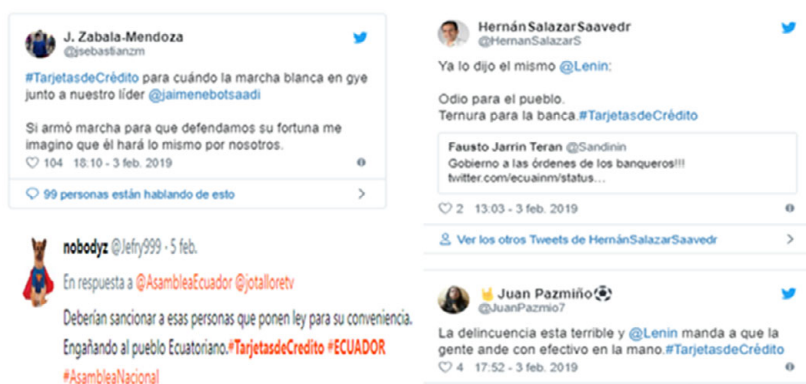 J. Zabala-Mendoza
@jsebastianzm
#TarjetasdeCrédito para cuándo la marcha blanca en gye
junto a nuestro líder @jaimenebotsaadi
Si armó marcha para que defendamos su fortuna me
imagino que él hará lo mismo por nosotros.
104 18:10 - 3 feb. 2019
99 personas están hablando de esto
nobodyz @Jefry999 · 5 feb.
En respuesta a @AsambleaEcuador @jotalloretv
Deberían sancionar a esas personas que ponen ley para su conveniencia.
Engañando al pueblo Ecuatoriano.#TarjetasdeCredito #ECUADOR
#AsambleaNacional
HernánSalazarSaavedr
@HernanSalazarS
Ya lo dijo el mismo @Lenin:
Odio para el pueblo.
Ternura para la banca.#TarjetasdeCrédito
Fausto Jarrin Teran @Sandinin
Gobierno a las órdenes de los banqueros!!!
twitter.com/ecuainm/status…
2 13:03 - 3 feb. 2019
Ver los otros Tweets de HernánSalazarSaavedr
🤘 Juan Pazmiño⚽
@JuanPazmio7
La delincuencia esta terrible y @Lenin manda a que la
gente ande con efectivo en la mano.#TarjetasdeCrédito
4 17:52 - 3 feb. 2019